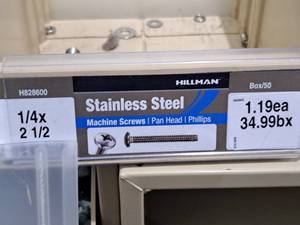 HILLMAN
H828600
Box/50
Stainless Steel
1/4x
2 1/2
Machine Screws | Pan Head | Phillips
1.19ea
34.99bx